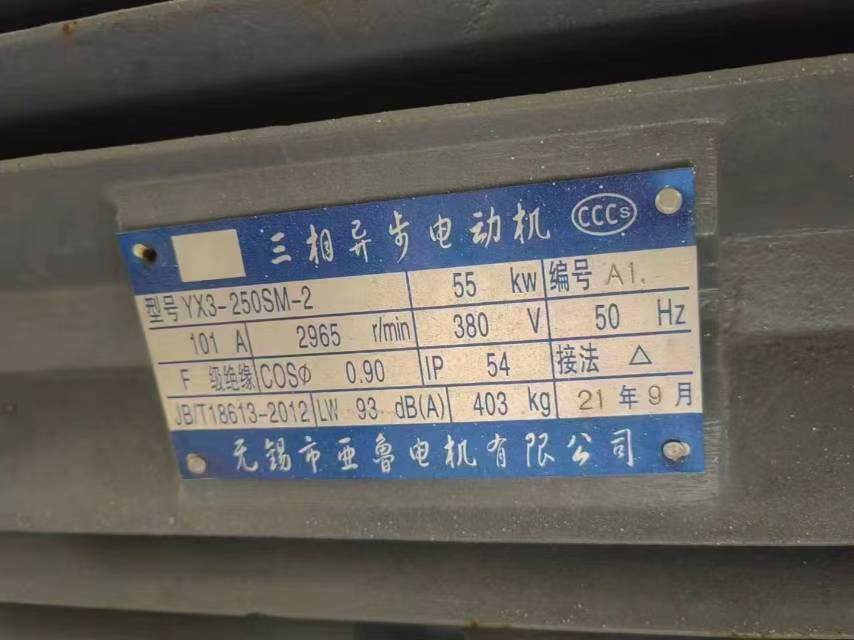 三相异步电动机 CCCS
型号 YX3-250SM-2 55 kw 编号 A1.
101 A 2965 r/min 380 V 50 Hz
F 级绝缘 COSΦ 0.90 IP 54 接法 △
JB/T18613-2012 LW 93 dB(A) 403 kg 21 年 9 月
无锡市亚鲁电机有限公司